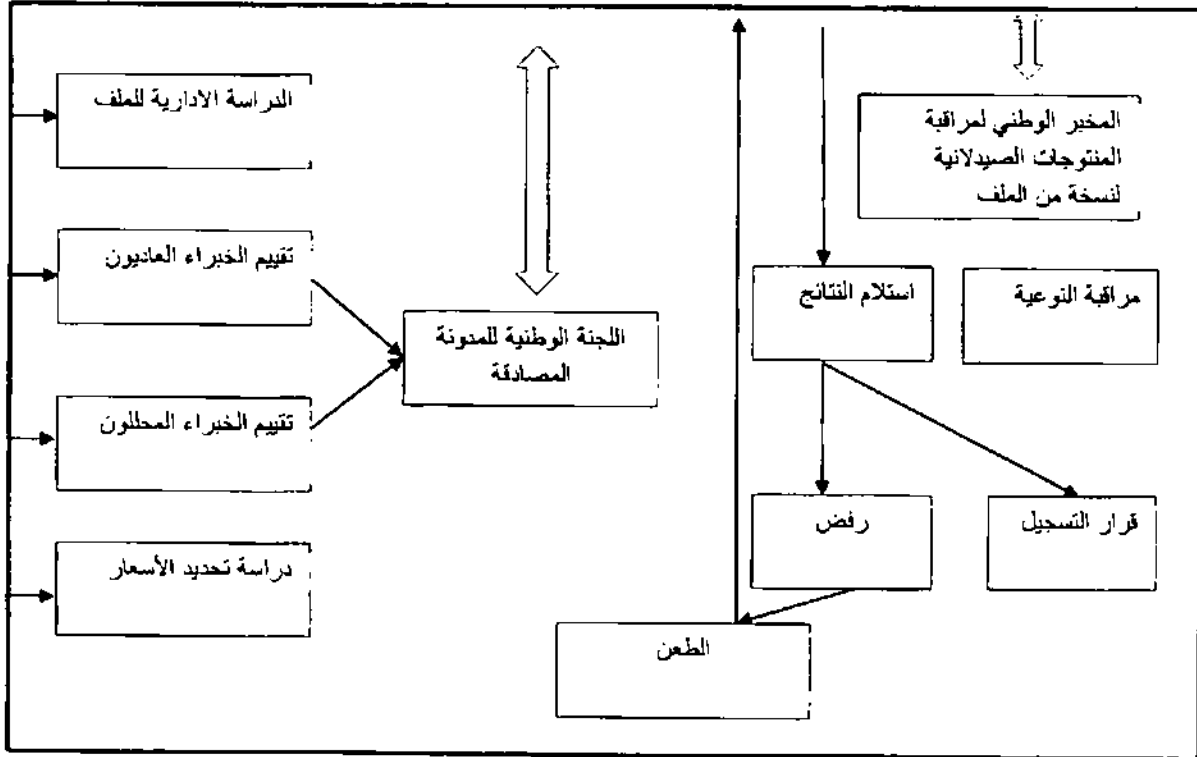 الدراسة الادارية للملف
المخبر الوطني لمراقبة
المنتوجات الصيدلانية
لنسخة من الملف
تقييم الخبراء العاديون
استلام النتائج
مراقبة النوعية
اللجنة الوطنية للمدونة
المصادقة
تقييم الخبراء المحللون
رفض
قرار التسجيل
دراسة تحديد الأسعار
الطعن